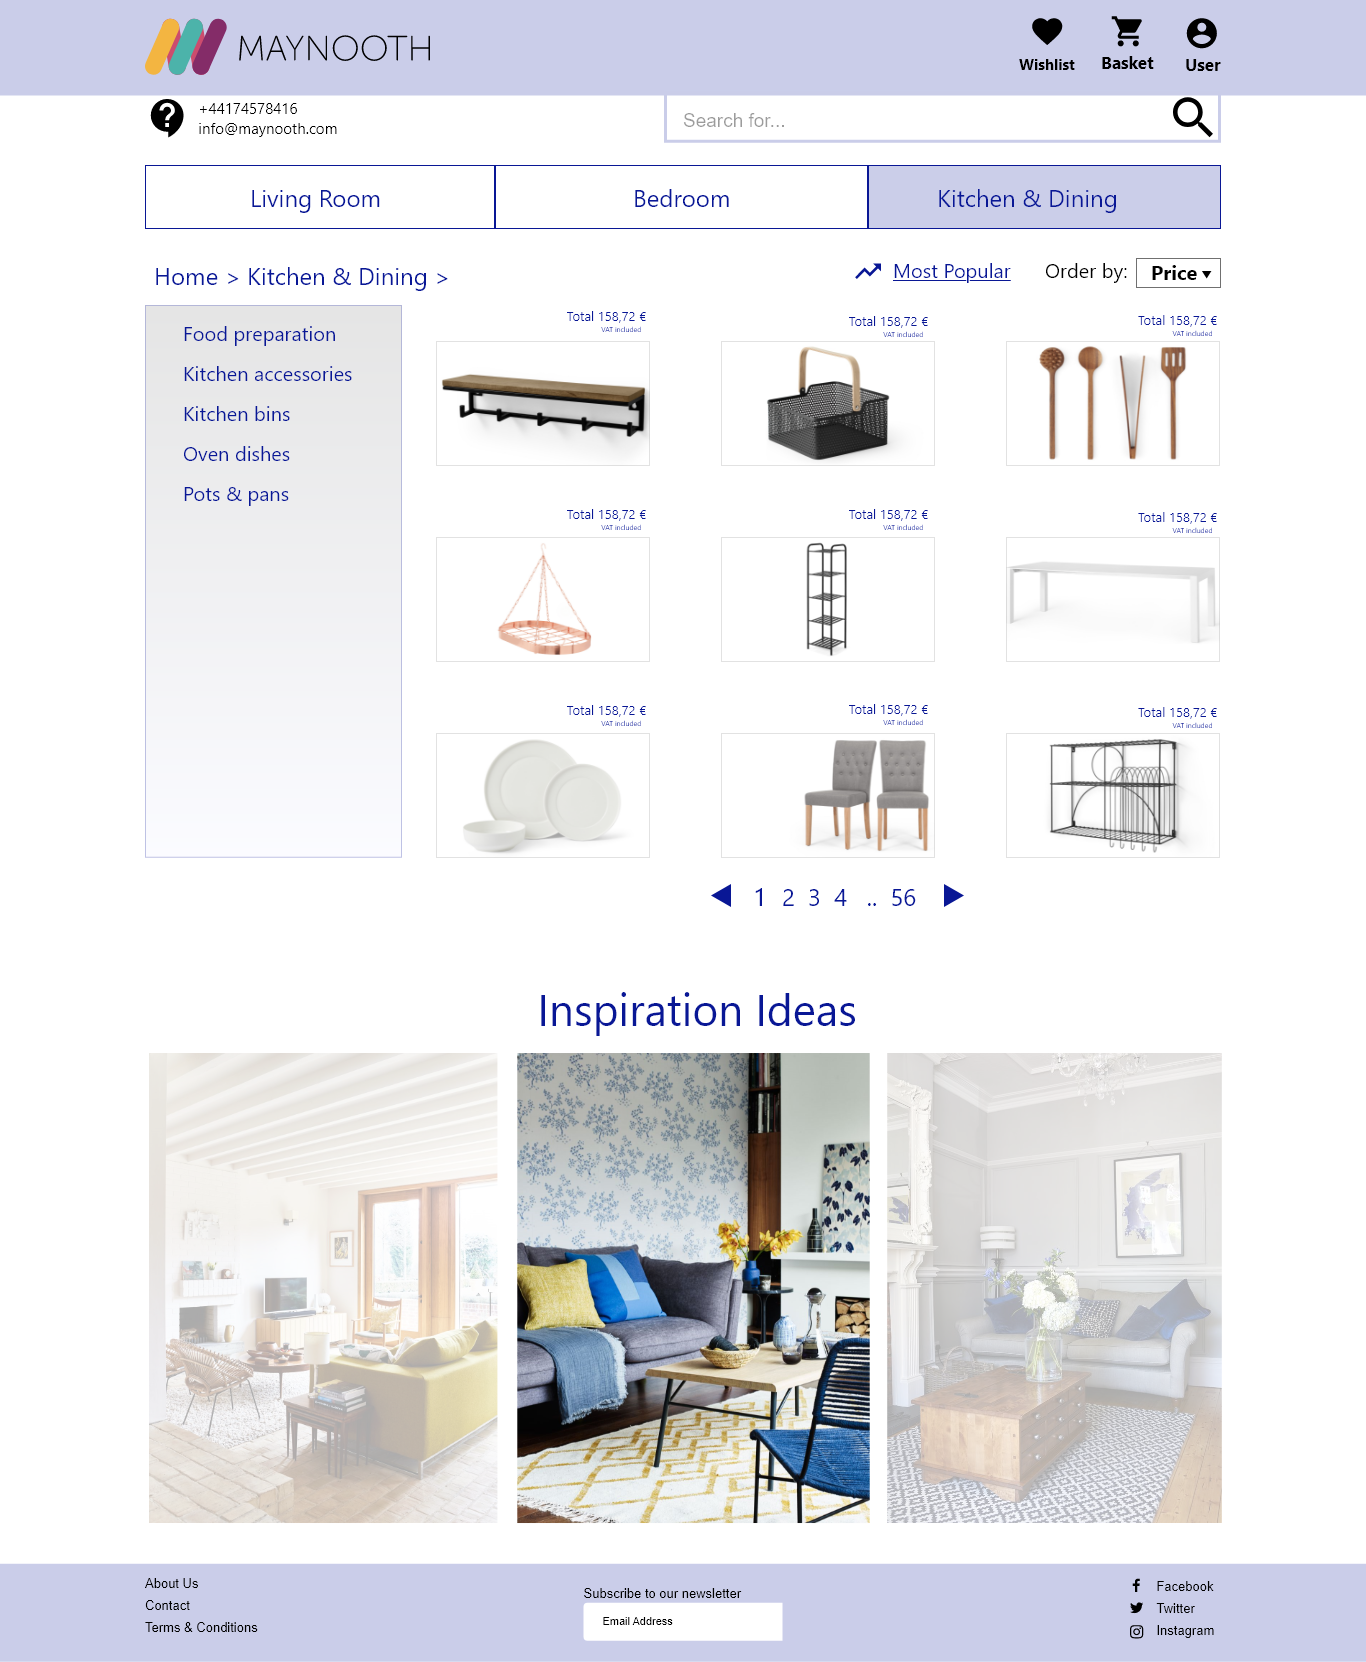 MAYNOOTH
Wishlist
Basket
User
+44174578416
info@maynooth.com
Search for...
Living Room
Bedroom
Kitchen & Dining
Home > Kitchen & Dining >
Most Popular
Order by:
Price
Food preparation
Kitchen accessories
Kitchen bins
Oven dishes
Pots & pans
Total 158,72 €
VAT included
Total 158,72 €
VAT included
Total 158,72 €
VAT included
Total 158,72 €
VAT included
Total 158,72 €
VAT included
Total 158,72 €
VAT included
Total 158,72 €
VAT included
Total 158,72 €
VAT included
Total 158,72 €
VAT included
1 2 3 4 .. 56
Inspiration Ideas
About Us
Contact
Terms & Conditions
Subscribe to our newsletter
Email Address
Facebook
Twitter
Instagram